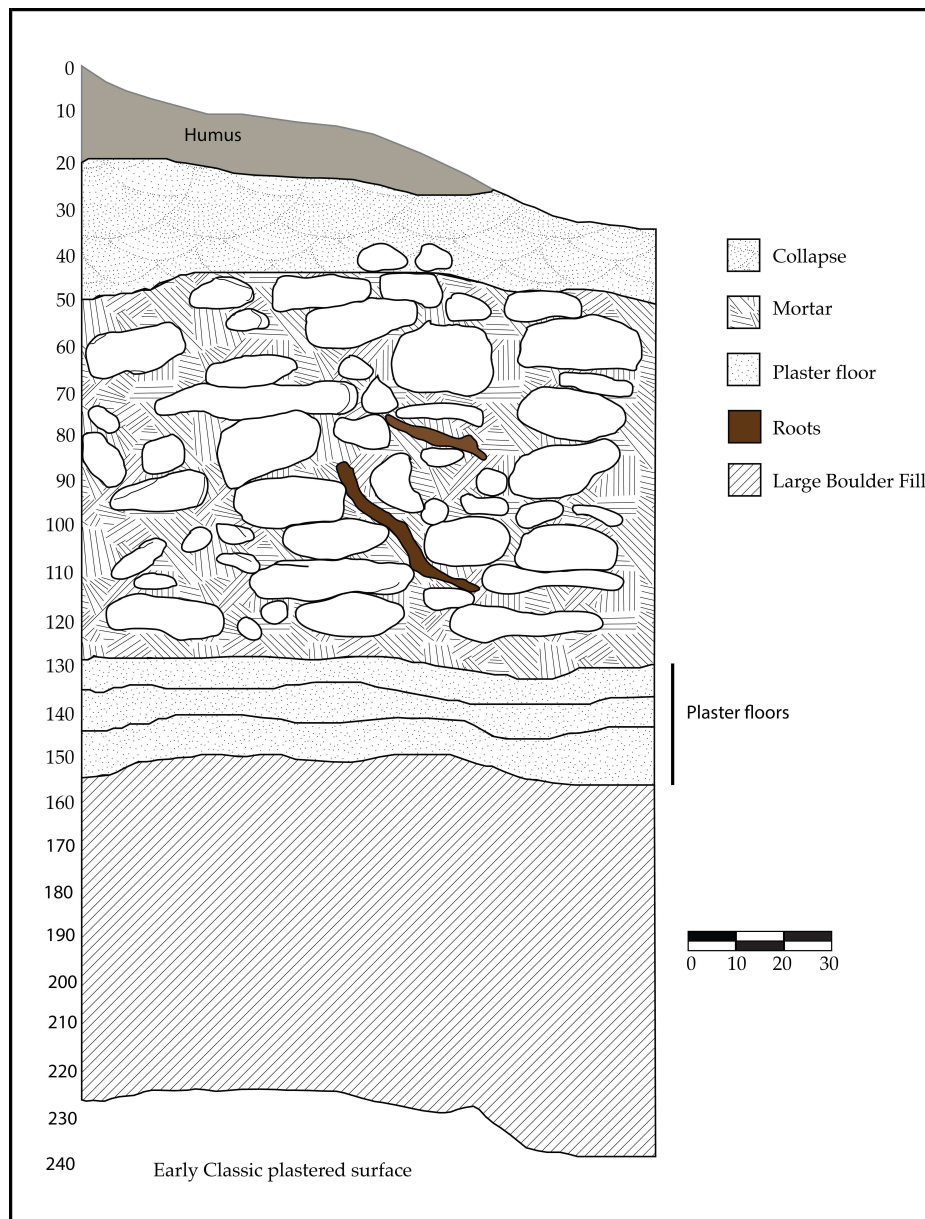 0
10
Humus
20
30
40
50
60
70
80
90
100
110
120
130
140
150
160
170
180
190
200
210
220
230
240
Collapse
Mortar
Plaster floor
Roots
Large Boulder Fill
Plaster floors
0 10 20 30
Early Classic plastered surface